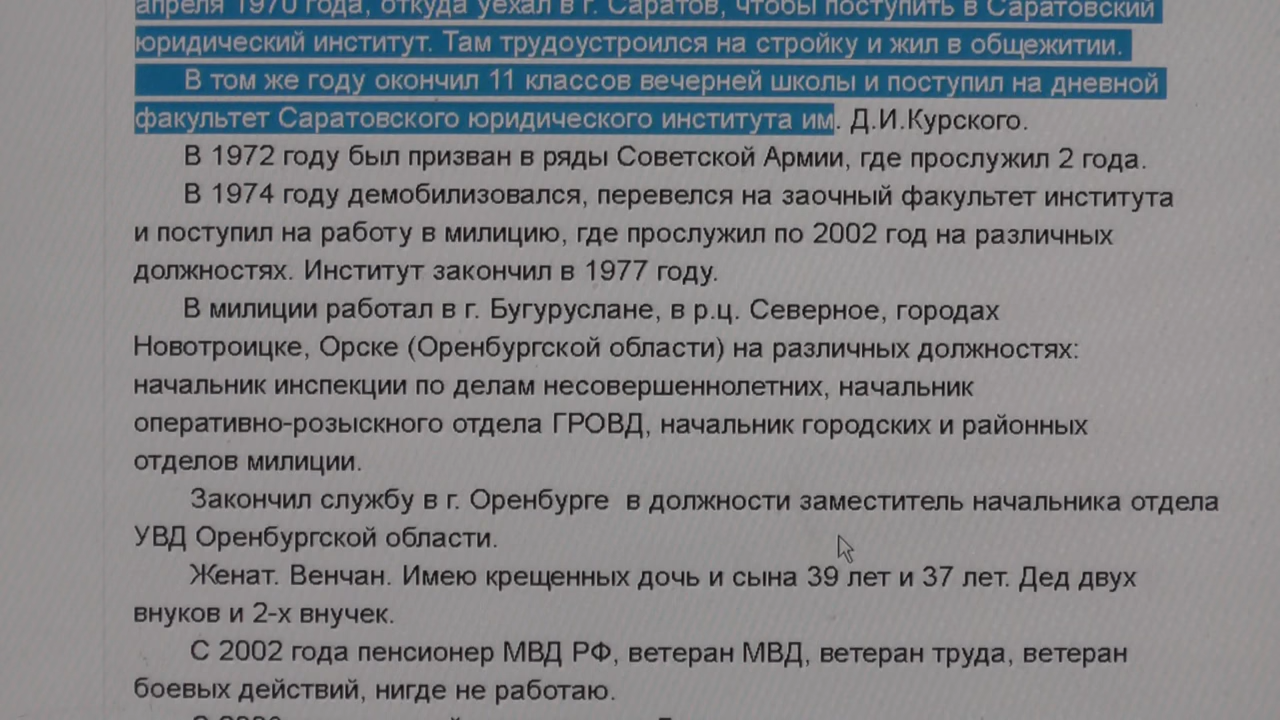 апреля 1970 года, откуда уехал в г. Саратов, чтобы поступить в Саратовский
юридический институт. Там трудоустроился на стройку и жил в общежитии.
В том же году окончил 11 классов вечерней школы и поступил на дневной
факультет Саратовского юридического института им. Д.И.Курского.
В 1972 году был призван в ряды Советской Армии, где прослужил 2 года.
В 1974 году демобилизовался, перевелся на заочный факультет института
и поступил на работу в милицию, где прослужил по 2002 год на различных
должностях. Институт закончил в 1977 году.
В милиции работал в г. Бугуруслане, в р.ц. Северное, городах
Новотроицке, Орске (Оренбургской области) на различных должностях:
начальник инспекции по делам несовершеннолетних, начальник
оперативно-розыскного отдела ГРОВД, начальник городских и районных
отделов милиции.
Закончил службу в г. Оренбурге в должности заместитель начальника отдела
УВД Оренбургской области.
Женат. Венчан. Имею крещенных дочь и сына 39 лет и 37 лет. Дед двух
внуков и 2-х внучек.
С 2002 года пенсионер МВД РФ, ветеран МВД, ветеран труда, ветеран
боевых действий, нигде не работаю.